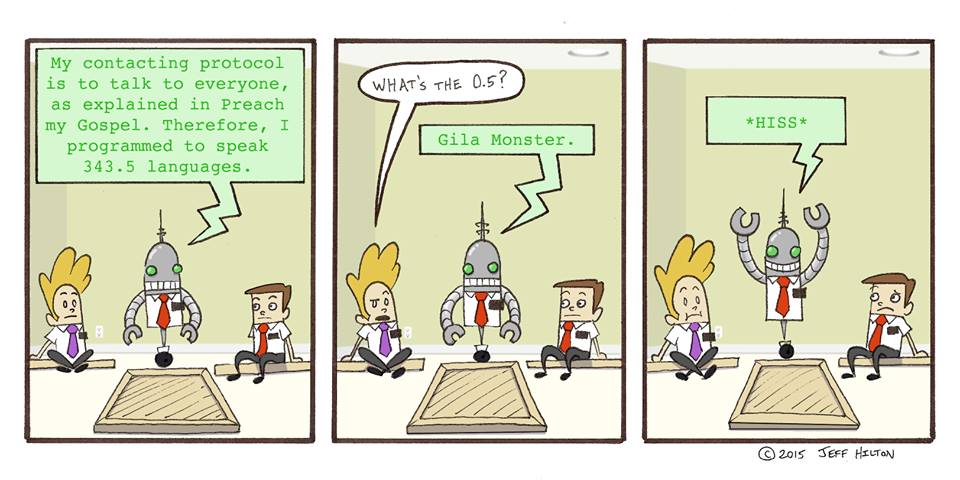 My contacting protocol
is to talk to everyone,
as explained in Preach
my Gospel. Therefore, I
programmed to speak
343.5 languages.
WHAT'S THE 0.5?
Gila Monster.
*HISS*
© 2015 JEFF HILTON